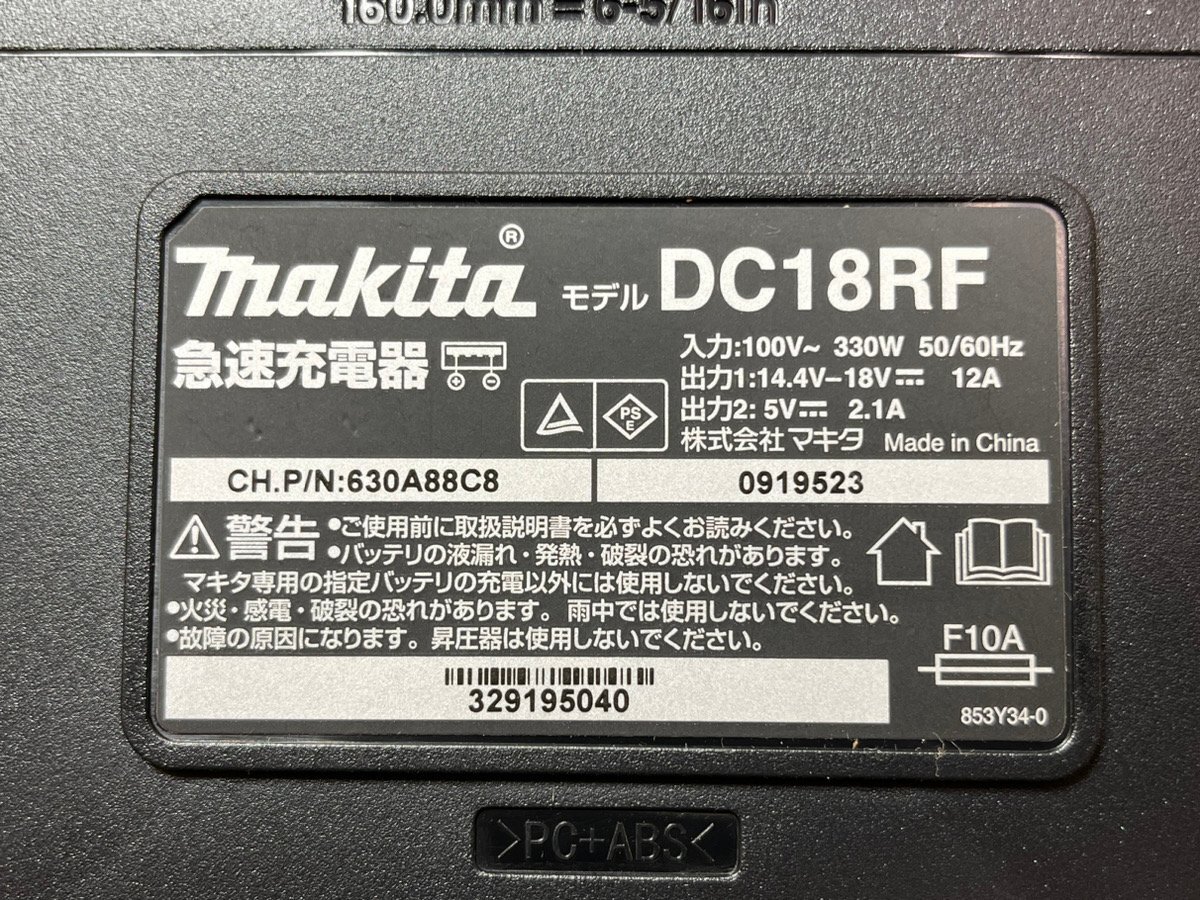 160.0mm = 6-5/16in
makita® モデル DC18RF
急速充電器
入力:100V~ 330W 50/60Hz
出力1:14.4V-18V⎓ 12A
出力2: 5V⎓ 2.1A
PS
E
株式会社マキタ Made in China
CH.P/N:630A88C8 0919523
警告 •ご使用前に取扱説明書を必ずよくお読みください。
•バッテリの液漏れ・発熱・破裂の恐れがあります。
マキタ専用の指定バッテリの充電以外には使用しないでください。
•火災・感電・破裂の恐れがあります。雨中では使用しないでください。
•故障の原因になります。昇圧器は使用しないでください。
F10A
329195040
853Y34-0
>PC+ABS<